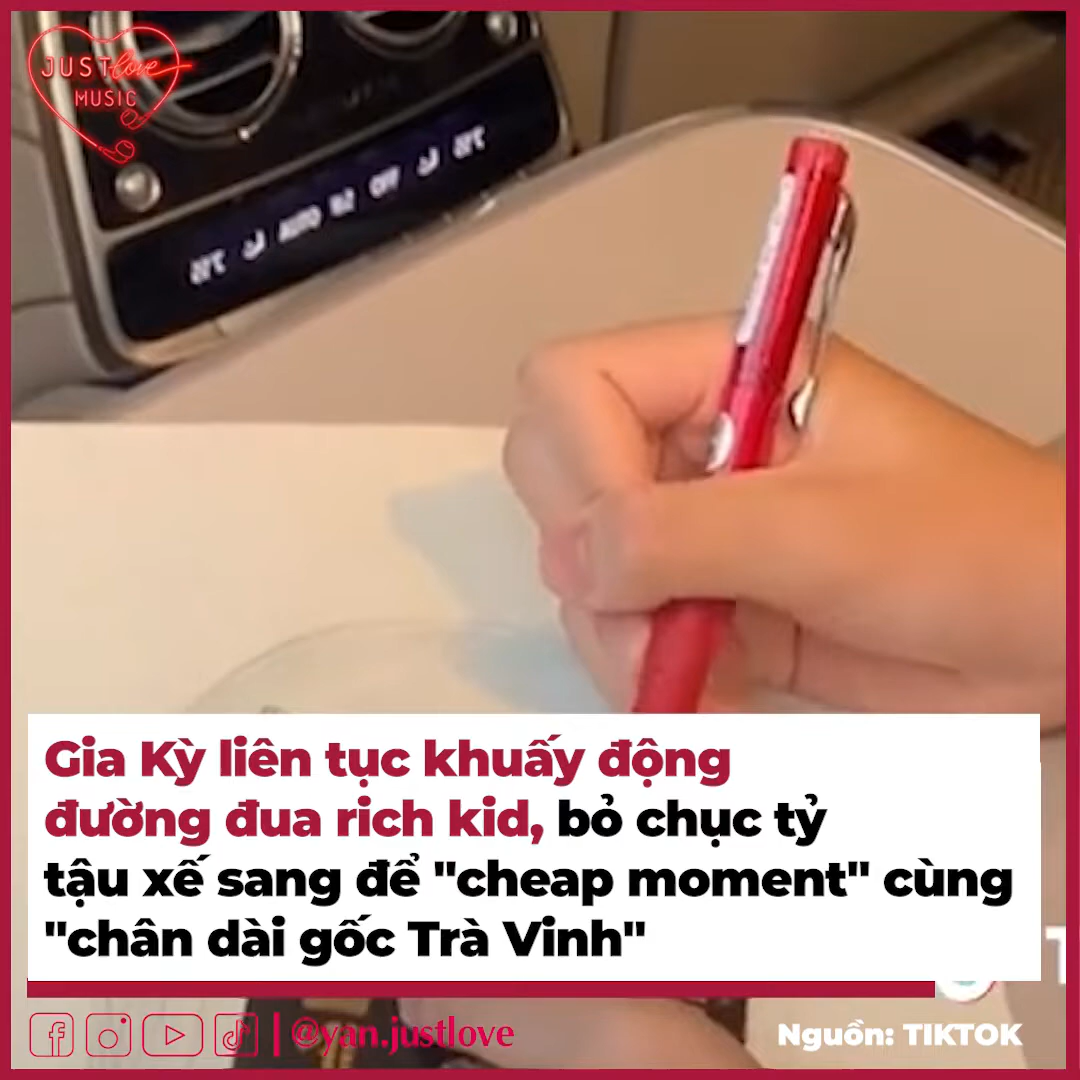 JUST love
MUSIC
Gia Kỳ liên tục khuấy động
đường đua rich kid, bỏ chục tỷ
tậu xế sang để "cheap moment" cùng
"chân dài gốc Trà Vinh"
@yan.justlove
Nguồn: TIKTOK